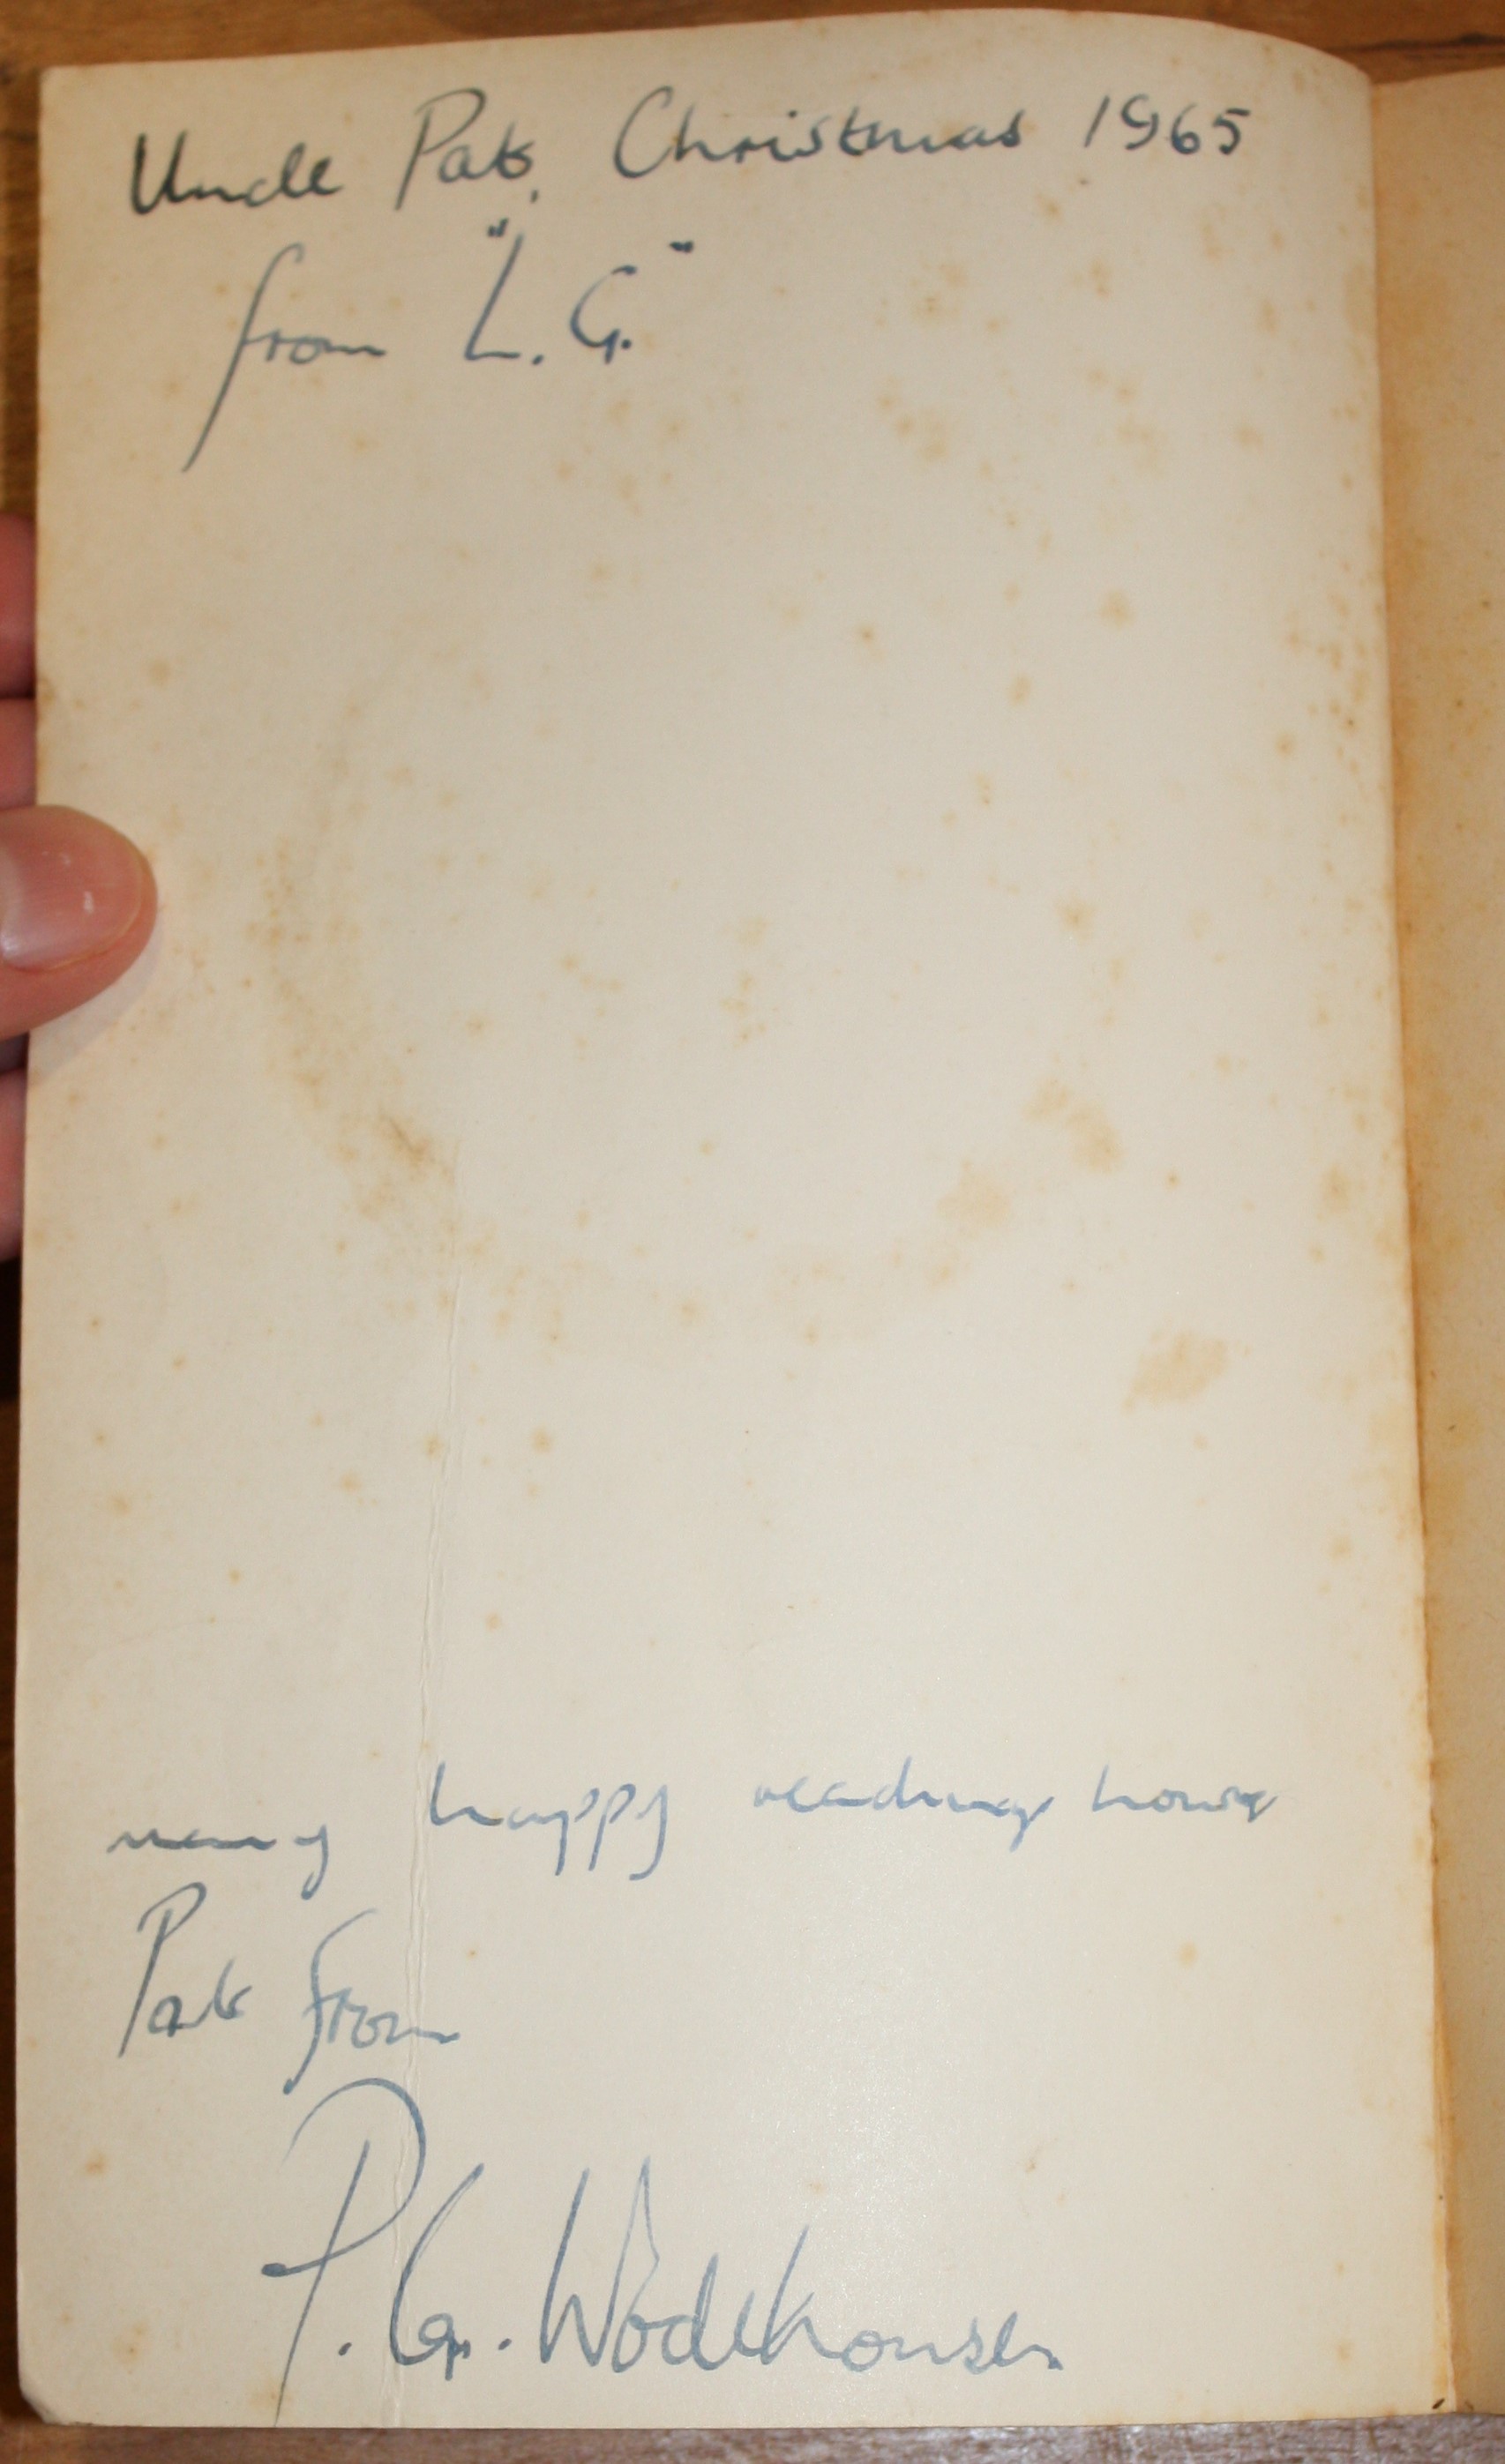 Uncle Pat. Christmas 1965
from "L. G."
many happy reading hours
Pat from
P. G. Wodehouse.